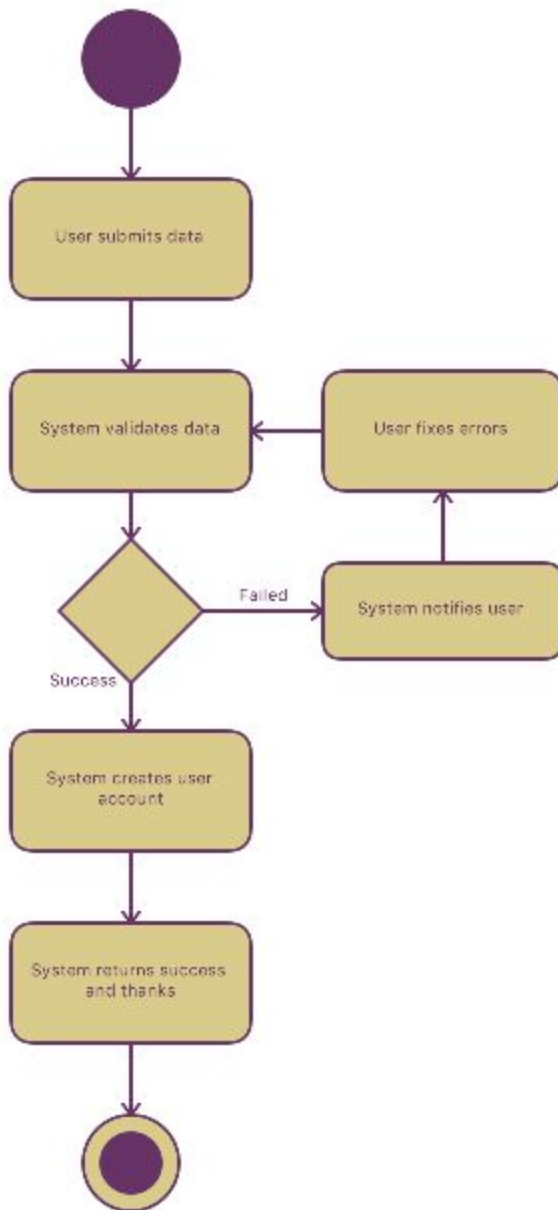 User submits data
System validates data
User fixes errors
Failed
System notifies user
Success
System creates user
account
System returns success
and thanks